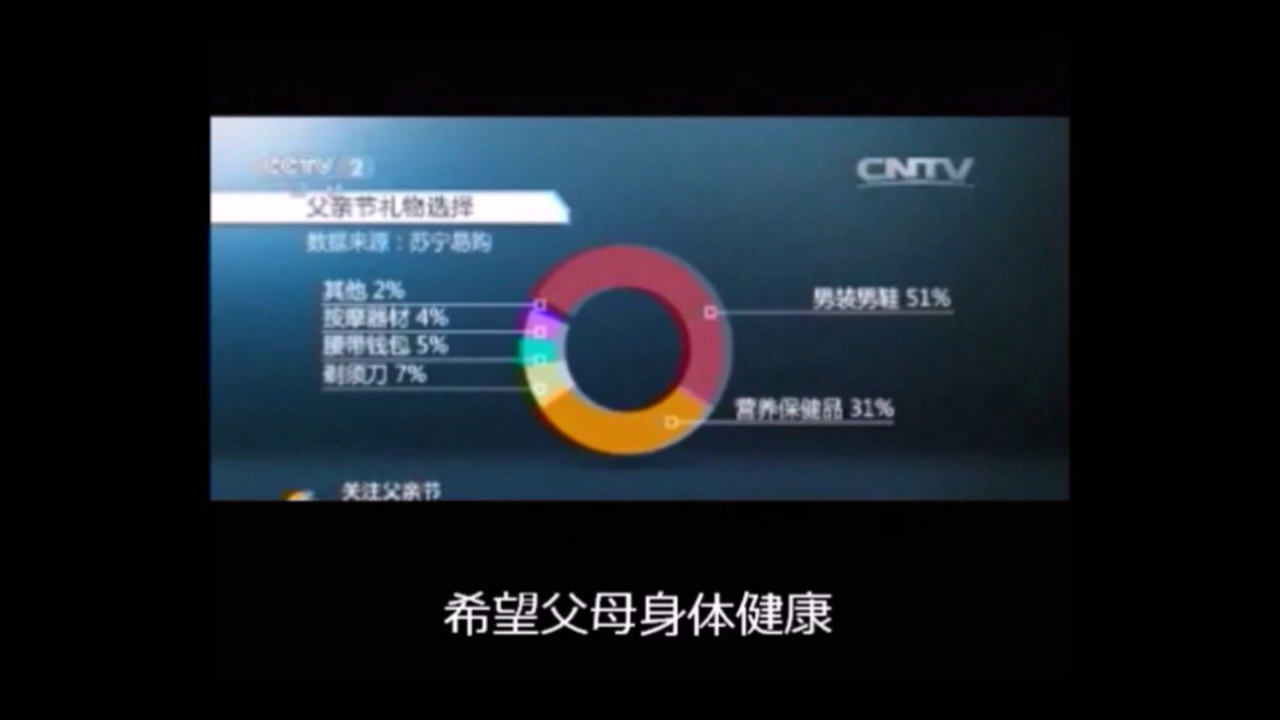 CCTV 2
CNTV
父亲节礼物选择
数据来源：苏宁易购
其他 2%
按摩器材 4%
腰带钱包 5%
剃须刀 7%
男装男鞋 51%
营养保健品 31%
关注父亲节
希望父母身体健康